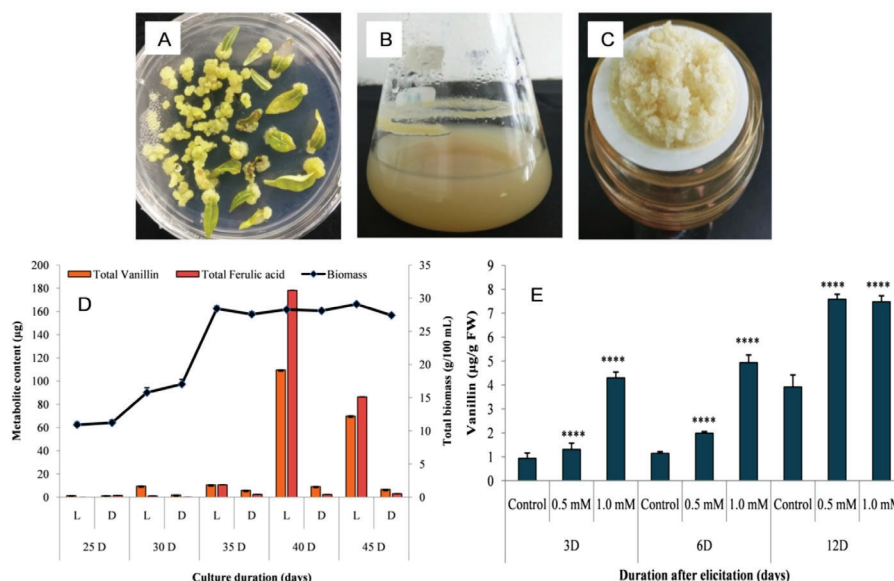 A
B
C
Total Vanillin
Total Ferulic acid
Biomass
D
Metabolite content (µg)
200
180
160
140
120
100
80
60
40
20
0
Total biomass (g/100 mL)
35
30
25
20
15
10
5
0
L D L D L D L D L D
25 D 30 D 35 D 40 D 45 D
Culture duration (days)
E
Vanillin (µg/g FW)
9
8
7
6
5
4
3
2
1
0
**** **** **** **** **** ****
Control 0.5 mM 1.0 mM Control 0.5 mM 1.0 mM Control 0.5 mM 1.0 mM
3D 6D 12D
Duration after elicitation (days)